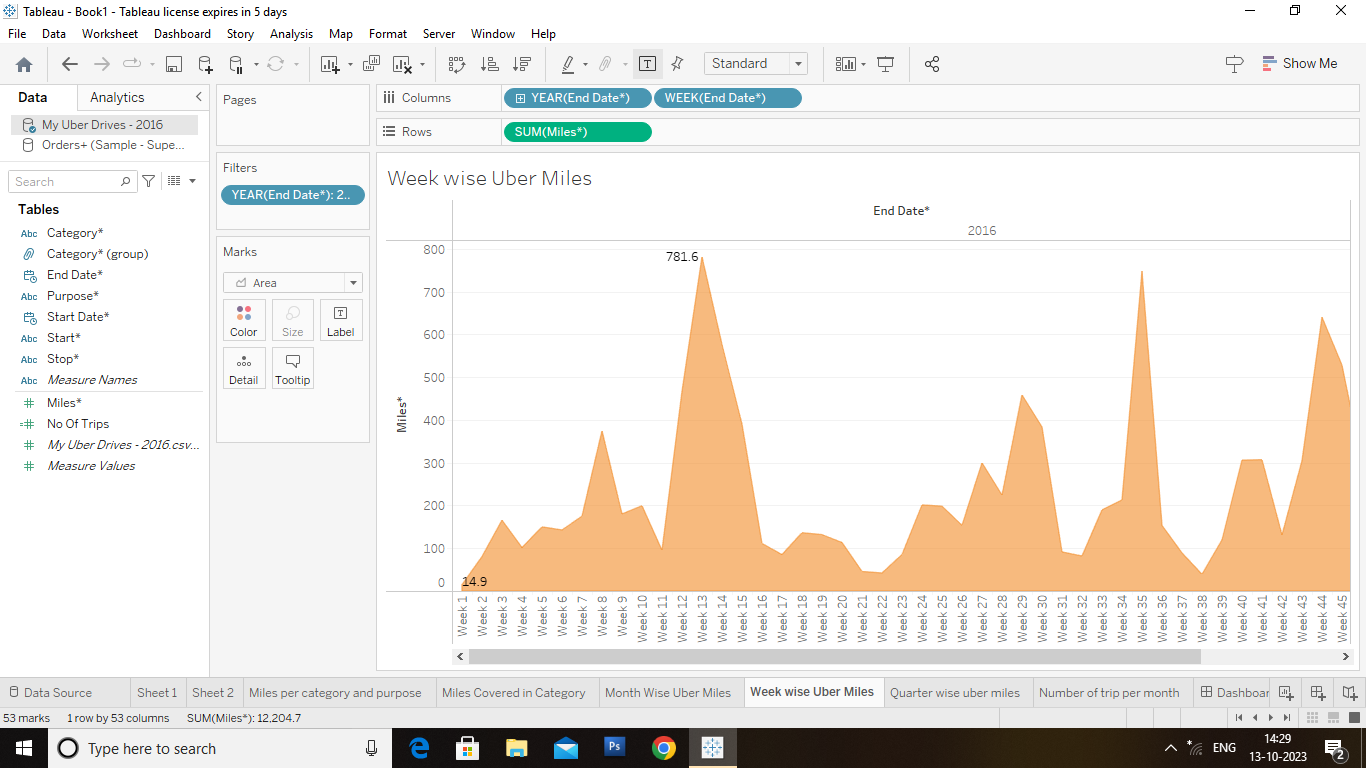 Tableau - Book1 - Tableau license expires in 5 days
File Data Worksheet Dashboard Story Analysis Map Format Server Window Help
Standard
Show Me
Data Analytics
My Uber Drives - 2016
Orders+ (Sample - Supe...
Search
Tables
Abc Category*
Category* (group)
End Date*
Abc Purpose*
Start Date*
Abc Start*
Abc Stop*
Abc Measure Names
Miles*
No Of Trips
My Uber Drives - 2016.csv...
Measure Values
Pages
Filters
YEAR(End Date*): 2..
Marks
Area
Color Size Label
Detail Tooltip
Columns YEAR(End Date*) WEEK(End Date*)
Rows SUM(Miles*)
Week wise Uber Miles
End Date*
2016
800
700
600
500
400
300
200
100
0
Miles*
781.6
14.9
Week 1 Week 2 Week 3 Week 4 Week 5 Week 6 Week 7 Week 8 Week 9 Week 10 Week 11 Week 12 Week 13 Week 14 Week 15 Week 16 Week 17 Week 18 Week 19 Week 20 Week 21 Week 22 Week 23 Week 24 Week 25 Week 26 Week 27 Week 28 Week 29 Week 30 Week 31 Week 32 Week 33 Week 34 Week 35 Week 36 Week 37 Week 38 Week 39 Week 40 Week 41 Week 42 Week 43 Week 44 Week 45
Data Source Sheet 1 Sheet 2 Miles per category and purpose Miles Covered in Category Month Wise Uber Miles Week wise Uber Miles Quarter wise uber miles Number of trip per month Dashboar
53 marks 1 row by 53 columns SUM(Miles*): 12,204.7
Type here to search
Ps
ENG
14:29
13-10-2023
2